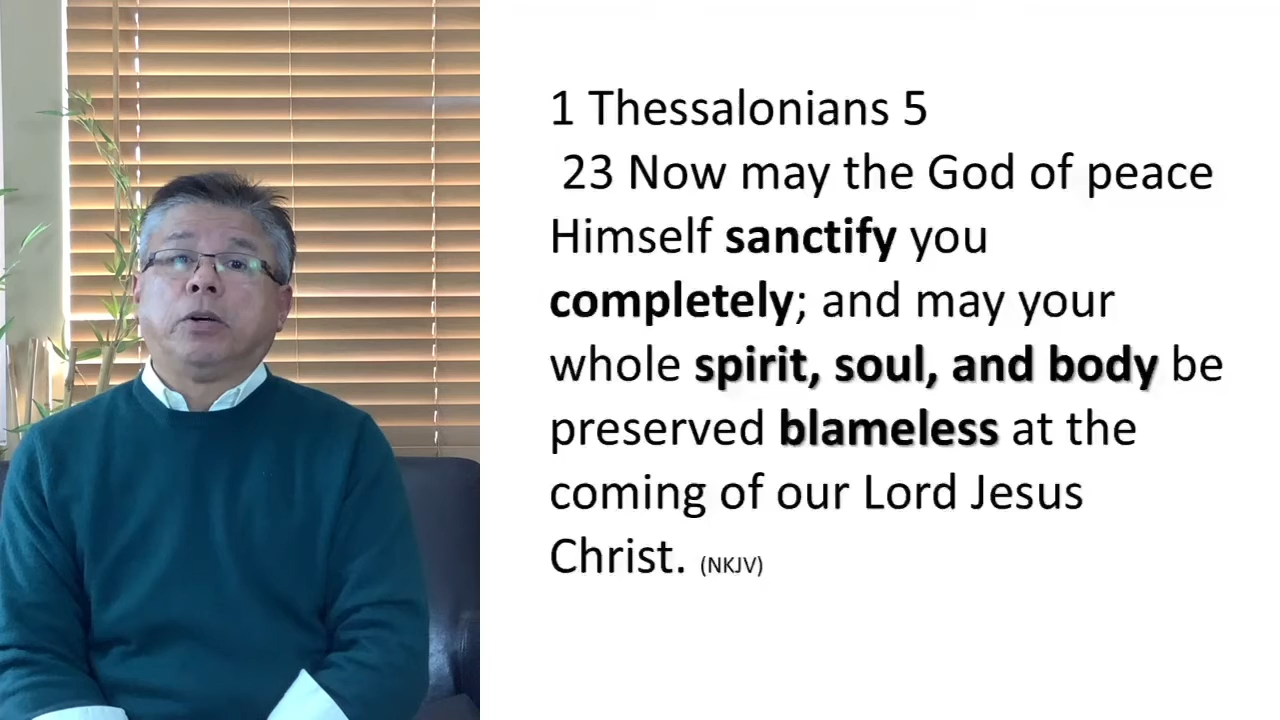 1 Thessalonians 5
23 Now may the God of peace
Himself sanctify you
completely; and may your
whole spirit, soul, and body be
preserved blameless at the
coming of our Lord Jesus
Christ. (NKJV)